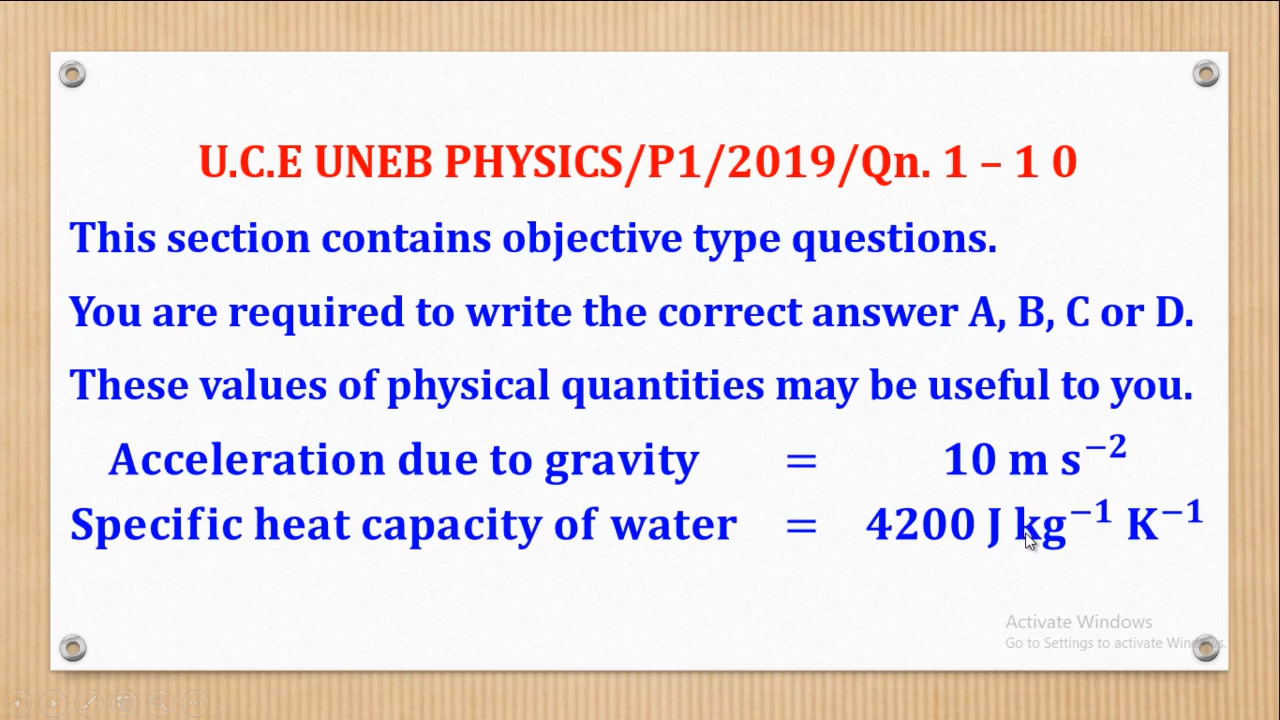 U.C.E UNEB PHYSICS/P1/2019/Qn. 1 – 1 0
This section contains objective type questions.
You are required to write the correct answer A, B, C or D.
These values of physical quantities may be useful to you.
Acceleration due to gravity = 10 m s⁻²
Specific heat capacity of water = 4200 J kg⁻¹ K⁻¹
Activate Windows
Go to Settings to activate Windows.